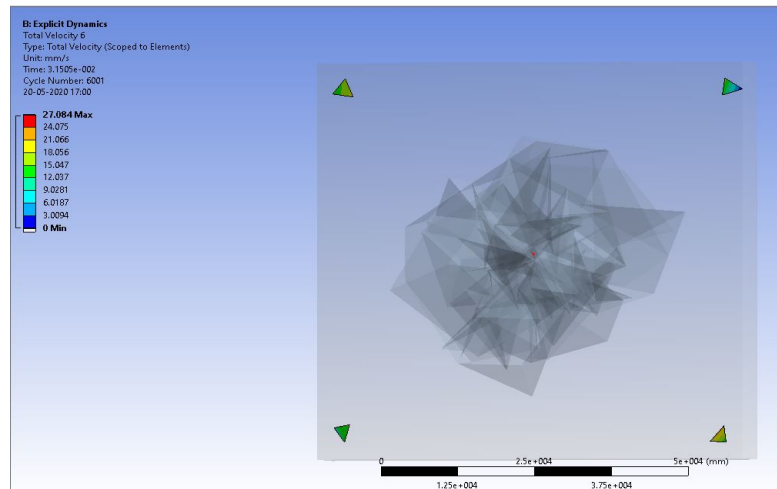 B: Explicit Dynamics
Total Velocity 6
Type: Total Velocity (Scoped to Elements)
Unit: mm/s
Time: 3.1505e-002
Cycle Number: 6001
20-05-2020 17:00
27.084 Max
24.075
21.066
18.056
15.047
12.037
9.0281
6.0187
3.0094
0 Min
0 2.5e+004 5e+004 (mm)
1.25e+004 3.75e+004